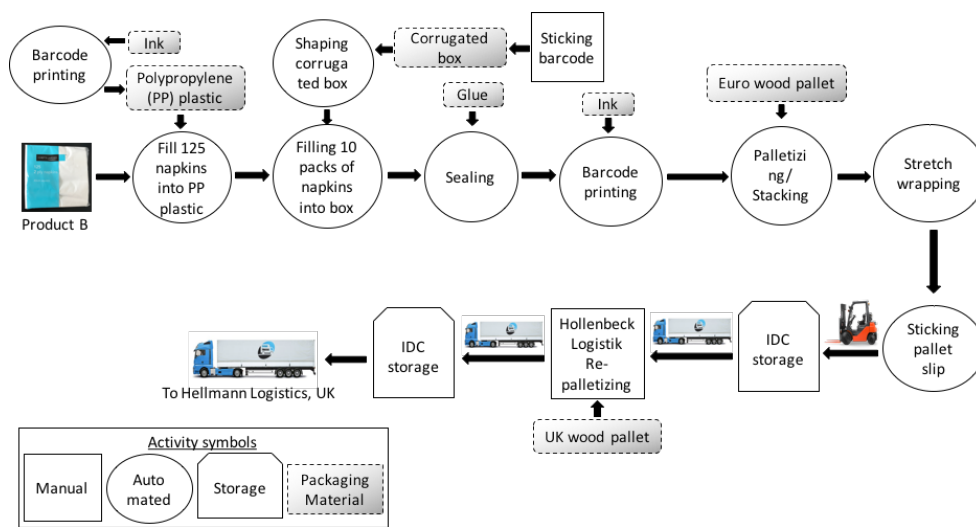 Barcode
printing
Ink
Polypropylene
(PP) plastic
Shaping
corruga
ted box
Corrugated
box
Sticking
barcode
Glue
Ink
Euro wood pallet
Product B
Fill 125
napkins
into PP
plastic
Filling 10
packs of
napkins
into box
Sealing
Barcode
printing
Palletizi
ng/
Stacking
Stretch
wrapping
To Hellmann Logistics, UK
IDC
storage
Hollenbeck
Logistik
Re-
palletizing
IDC
storage
Sticking
pallet
slip
UK wood pallet
Activity symbols
Manual
Auto
mated
Storage
Packaging
Material